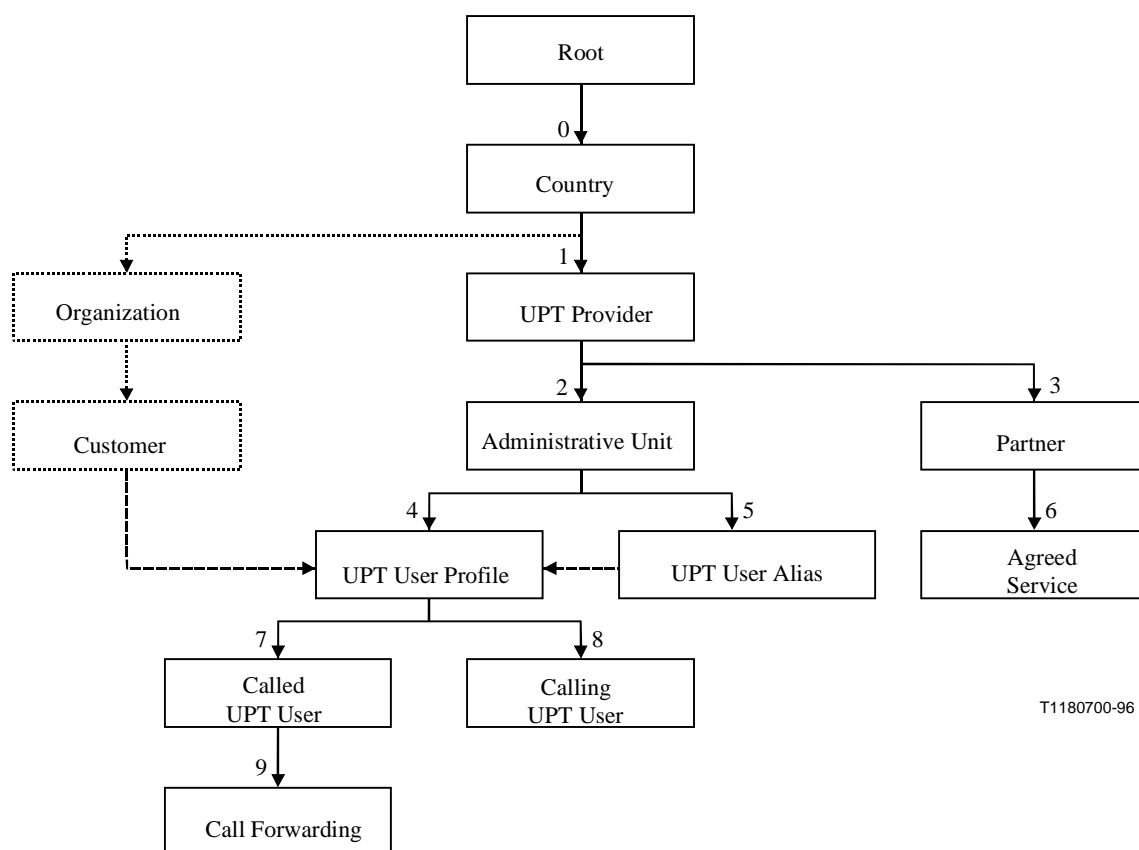 Root
0
Country
1
Organization
UPT Provider
2
3
Customer
Administrative Unit
Partner
4
5
6
UPT User Profile
UPT User Alias
Agreed
Service
7
8
Called
UPT User
Calling
UPT User
T1180700-96
9
Call Forwarding